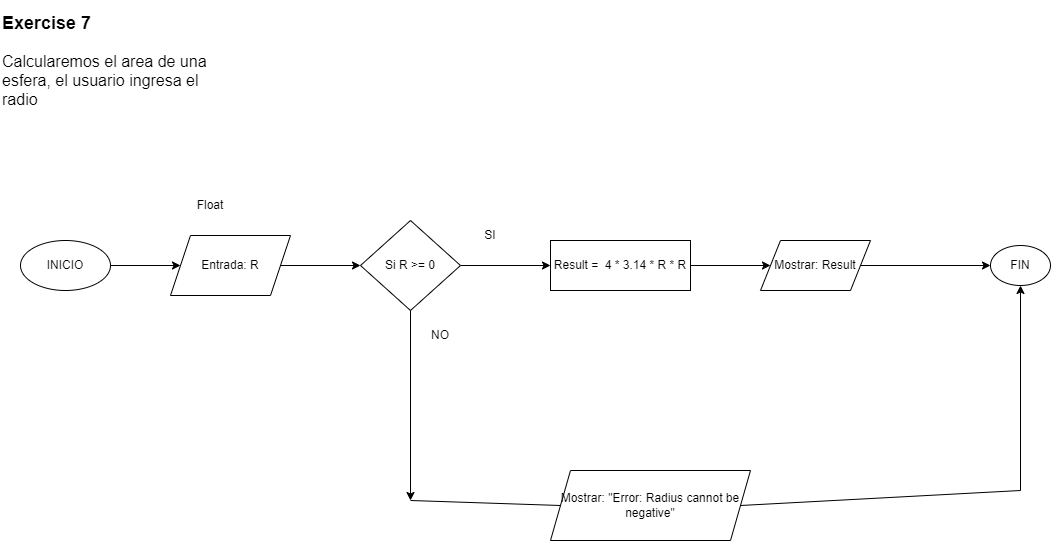 Exercise 7
Calcularemos el area de una
esfera, el usuario ingresa el
radio
Float
INICIO
Entrada: R
Si R >= 0
SI
Result = 4 * 3.14 * R * R
Mostrar: Result
FIN
NO
Mostrar: "Error: Radius cannot be
negative"